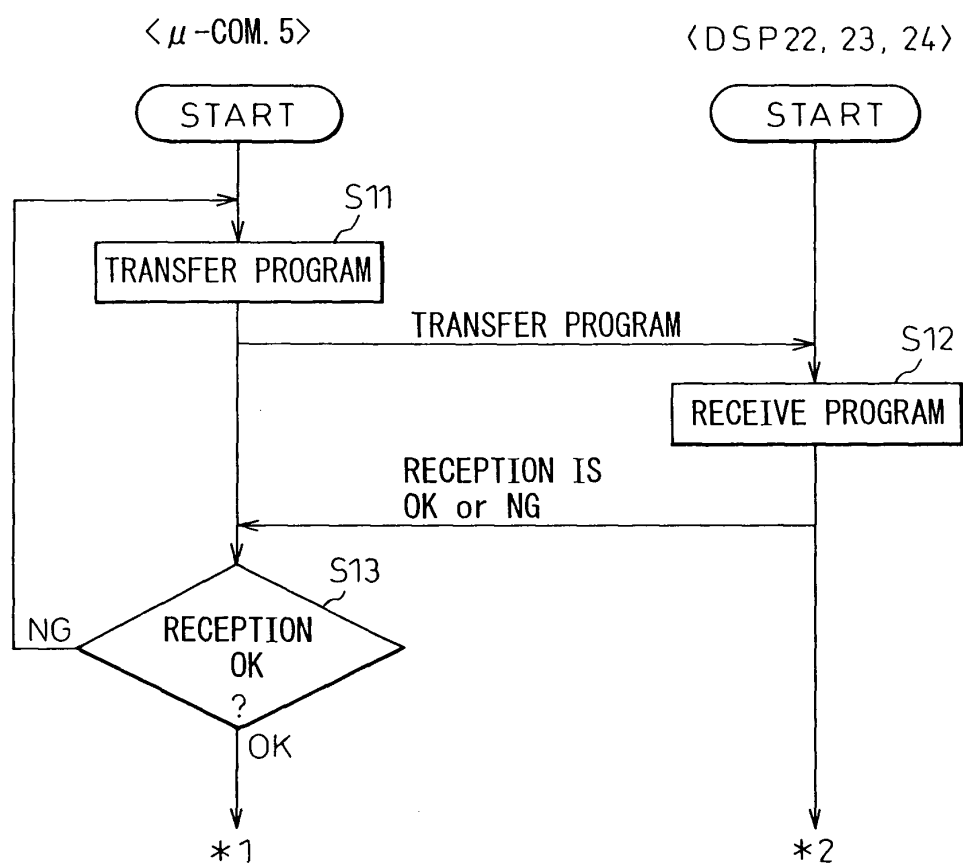 <μ-COM. 5>
<DSP22, 23, 24>
START
START
S11
TRANSFER PROGRAM
TRANSFER PROGRAM
S12
RECEIVE PROGRAM
RECEPTION IS
OK or NG
S13
NG
RECEPTION
OK
?
OK
*1
*2